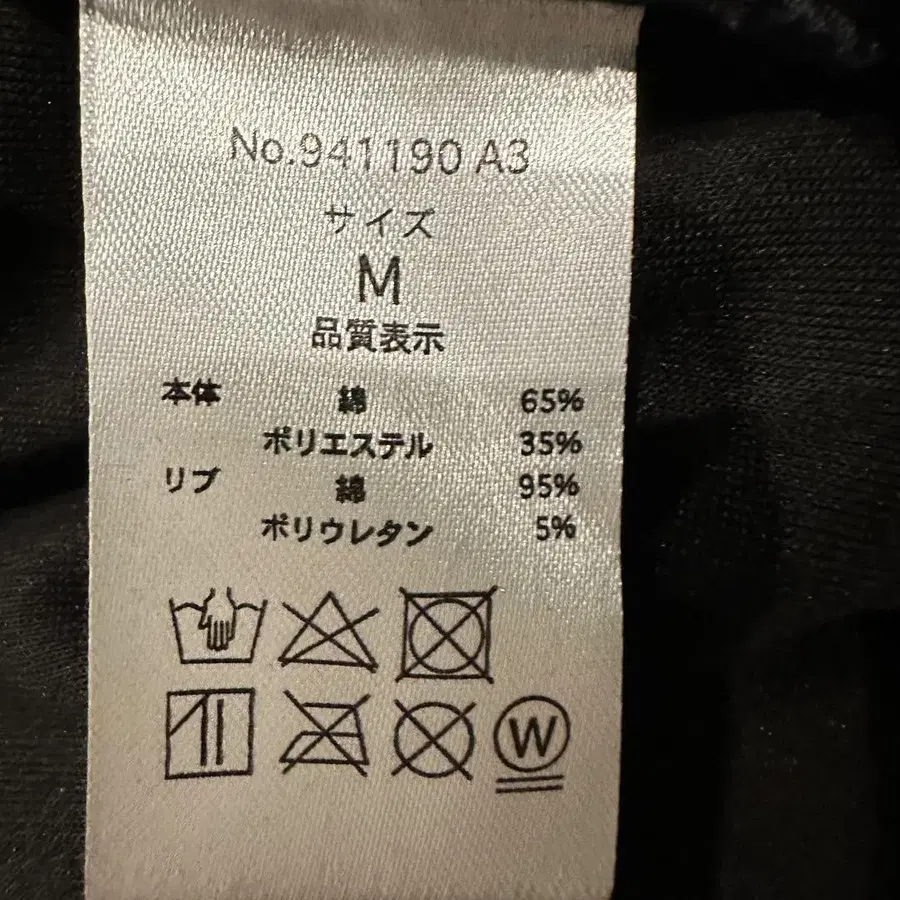 No.941190 A3
サイズ
M
品質表示
本体 綿 65%
ポリエステル 35%
リブ 綿 95%
ポリウレタン 5%
W